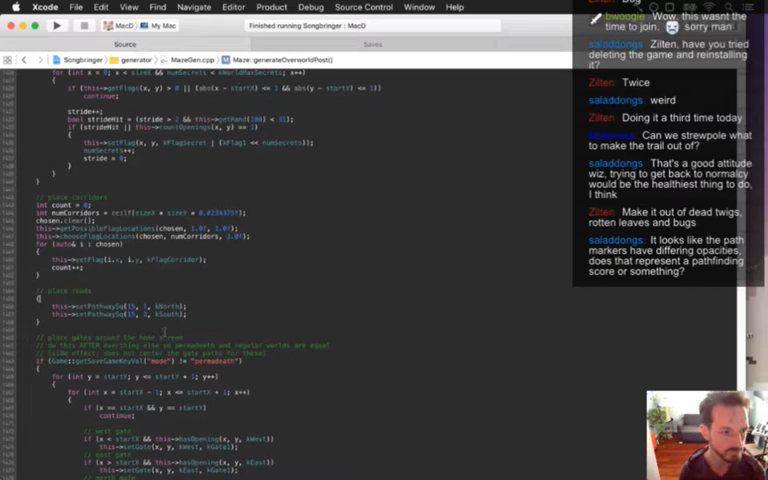 Xcode File Edit View Find Navigate Editor Product Debug Source Control Window Help
MacD My Mac
Finished running Songbringer : MacD
Source
Saves
Songbringer generator MazeGen.cpp Maze::generateOverworldPost()
for (int x = 0; x < sizeX && numSecrets < kWorldMaxSecrets; x++)
{
if (this->getFlags(x, y) > 0 || (abs(x - startX) <= 1 && abs(y - startY) <= 1))
continue;
stride++;
bool strideHit = (stride > 2 && this->getRand(100) < 31);
if (strideHit || this->countOpenings(x, y) == 1)
{
this->setFlag(x, y, kFlagSecret | (kFlag1 << numSecrets));
numSecrets++;
stride = 0;
}
}
}
// place corridors
int count = 0;
int numCorridors = ceilf(sizeX * sizeY * 0.0234375f);
chosen.clear();
this->getPossibleFlagLocations(chosen, 1.0f, 1.0f);
this->chooseFlagLocations(chosen, numCorridors, 2.0f);
for (auto& i : chosen)
{
this->setFlag(i.x, i.y, kFlagCorridor);
count++;
}
// place roads
{
this->setPathwaySq(15, 1, kNorth);
this->setPathwaySq(15, 2, kSouth);
}
// place gates around the home screen
// do this AFTER everything else so permadeath and regular worlds are equal
// (side effect: does not center the gate paths for these)
if (Game::getSaveGameKeyVal("mode") != "permadeath")
{
for (int y = startY; y <= startY + 1; y++)
{
for (int x = startX - 1; x <= startX + 1; x++)
{
if (x == startX && y == startY)
continue;
// west gate
if (x < startX && this->hasOpening(x, y, kWest))
this->setGate(x, y, kWest, kGate1);
// east gate
if (x > startX && this->hasOpening(x, y, kEast))
this->setGate(x, y, kEast, kGate1);
// north gate
bwoogie Wow, this wasnt the
time to join. sorry man
saladdongs: Zilten, have you tried
deleting the game and reinstalling
it?
Zilten: Twice
saladdongs weird
Zilten: Doing it a third time today
Can we strewpole what
to make the trail out of?
saladdongs: That's a good attitude
wiz, trying to get back to normalcy
would be the healthiest thing to do,
I think
Zilten: Make it out of dead twigs,
rotten leaves and bugs
saladdongs: It looks like the path
markers have differing opacities,
does that represent a pathfinding
score or something?